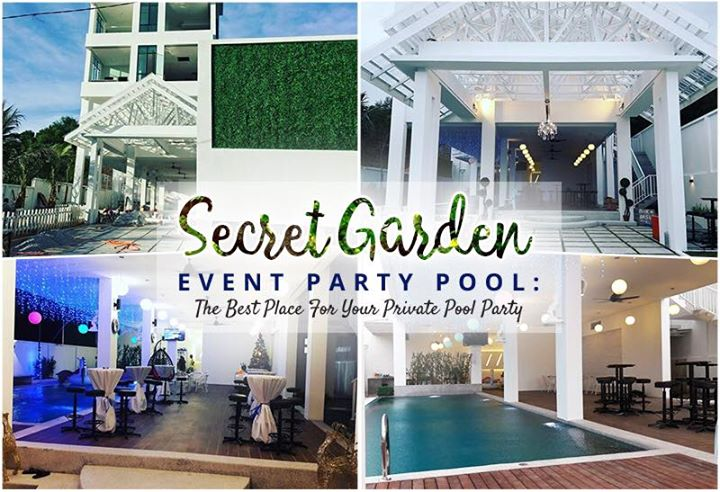 Secret Garden
EVENT PARTY POOL:
The Best Place For Your Private Pool Party